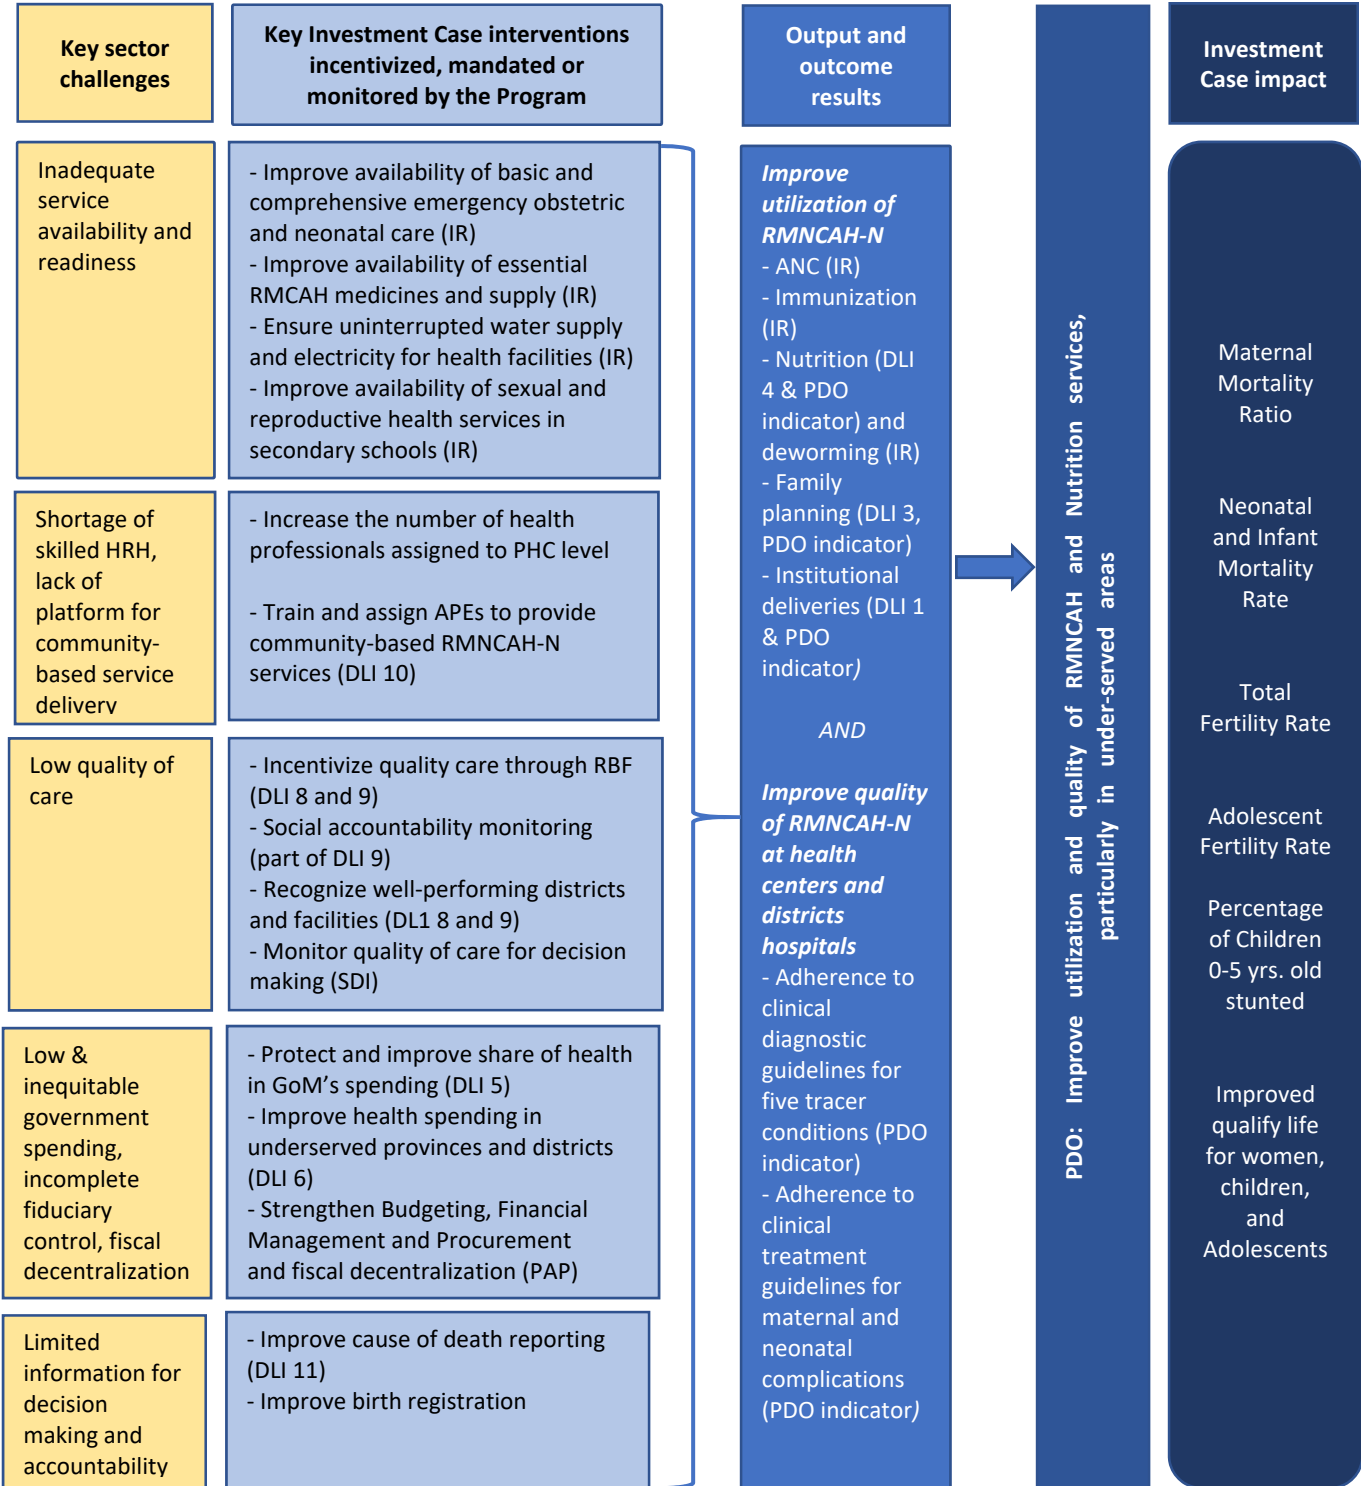 Key sector
challenges
Key Investment Case interventions
incentivized, mandated or
monitored by the Program
Output and
outcome
results
Investment
Case impact
Inadequate
service
availability and
readiness
- Improve availability of basic and
comprehensive emergency obstetric
and neonatal care (IR)
- Improve availability of essential
RMCAH medicines and supply (IR)
- Ensure uninterrupted water supply
and electricity for health facilities (IR)
- Improve availability of sexual and
reproductive health services in
secondary schools (IR)
Shortage of
skilled HRH,
lack of
platform for
community-
based service
delivery
- Increase the number of health
professionals assigned to PHC level
- Train and assign APEs to provide
community-based RMNCAH-N
services (DLI 10)
Low quality of
care
- Incentivize quality care through RBF
(DLI 8 and 9)
- Social accountability monitoring
(part of DLI 9)
- Recognize well-performing districts
and facilities (DL1 8 and 9)
- Monitor quality of care for decision
making (SDI)
Low &
inequitable
government
spending,
incomplete
fiduciary
control, fiscal
decentralization
- Protect and improve share of health
in GoM's spending (DLI 5)
- Improve health spending in
underserved provinces and districts
(DLI 6)
- Strengthen Budgeting, Financial
Management and Procurement
and fiscal decentralization (PAP)
Limited
information for
decision
making and
accountability
- Improve cause of death reporting
(DLI 11)
- Improve birth registration
Improve
utilization of
RMNCAH-N
- ANC (IR)
- Immunization
(IR)
- Nutrition (DLI
4 & PDO
indicator) and
deworming (IR)
- Family
planning (DLI 3,
PDO indicator)
- Institutional
deliveries (DLI 1
& PDO
indicator)
AND
Improve quality
of RMNCAH-N
at health
centers and
districts
hospitals
- Adherence to
clinical
diagnostic
guidelines for
five tracer
conditions (PDO
indicator)
- Adherence to
clinical
treatment
guidelines for
maternal and
neonatal
complications
(PDO indicator)
PDO: Improve utilization and quality of RMNCAH and Nutrition services,
particularly in under-served areas
Maternal
Mortality
Ratio
Neonatal
and Infant
Mortality
Rate
Total
Fertility Rate
Adolescent
Fertility Rate
Percentage
of Children
0-5 yrs. old
stunted
Improved
qualify life
for women,
children,
and
Adolescents